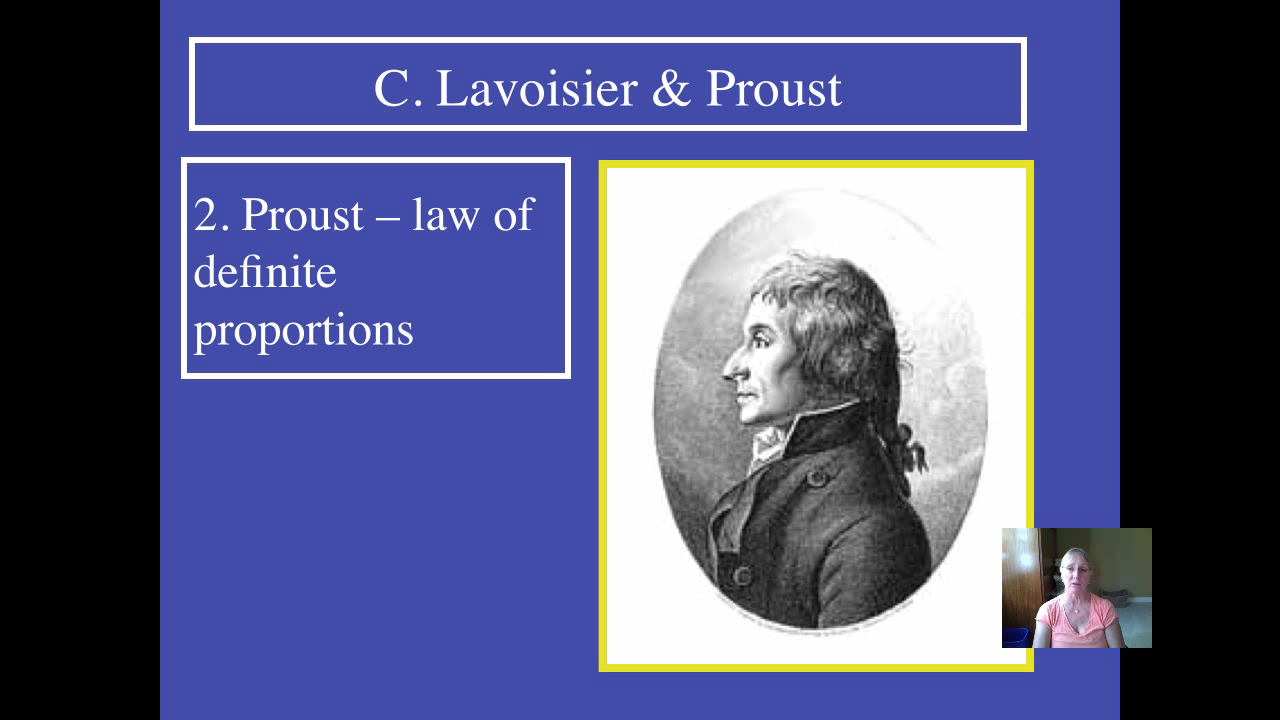 C. Lavoisier & Proust
2. Proust – law of
definite
proportions